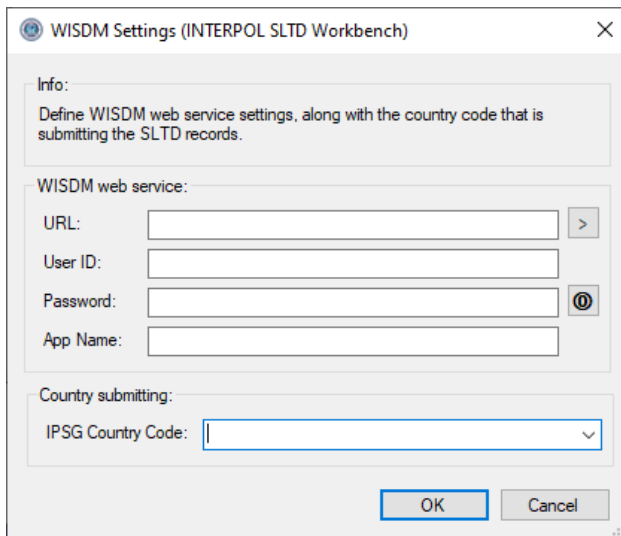 WISDM Settings (INTERPOL SLTD Workbench)
Info:
Define WISDM web service settings, along with the country code that is
submitting the SLTD records.
WISDM web service:
URL:
>
User ID:
Password:
App Name:
Country submitting:
IPSG Country Code:
OK Cancel